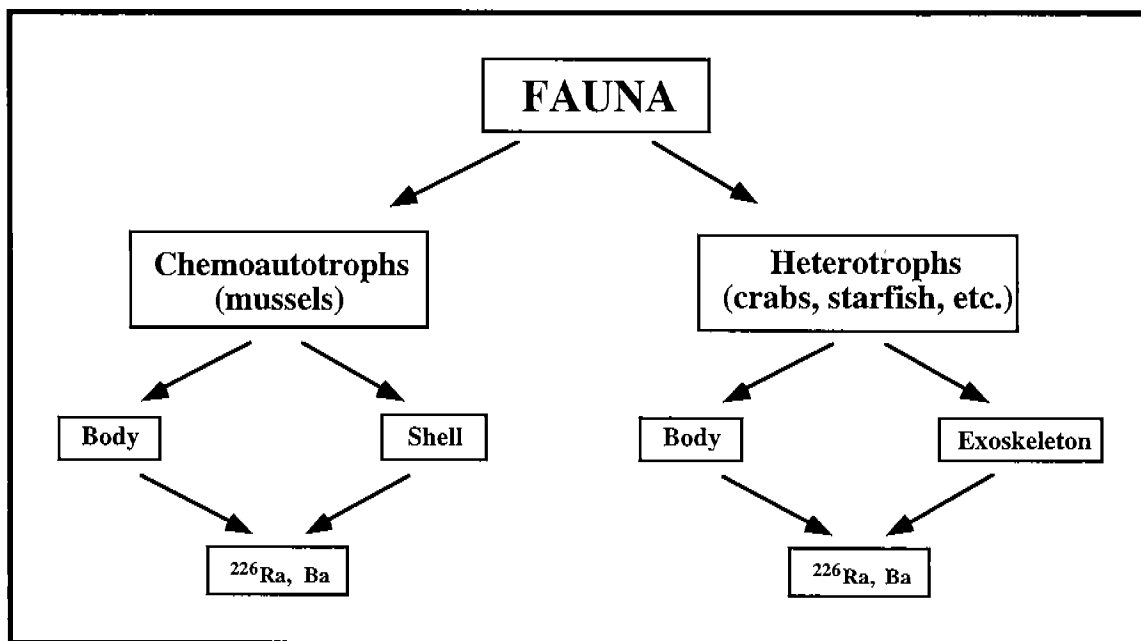 FAUNA
Chemoautotrophs
(mussels)
Heterotrophs
(crabs, starfish, etc.)
Body
Shell
Body
Exoskeleton
²²⁶Ra, Ba
²²⁶Ra, Ba